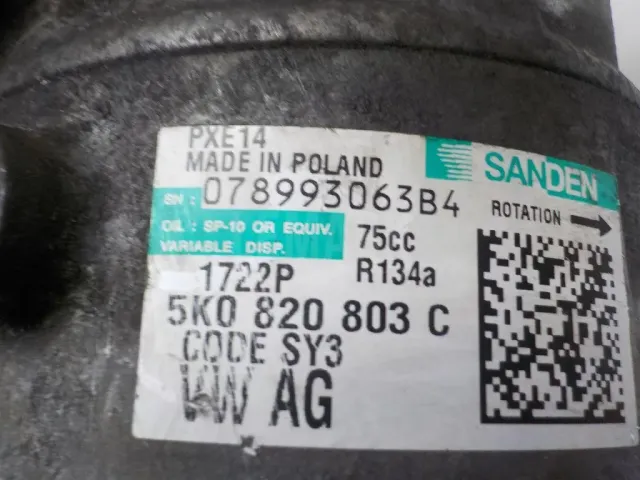 PXE14
MADE IN POLAND
SANDEN
SN: 078993063B4
ROTATION
OIL: SP-10 OR EQUIV.
VARIABLE DISP.
75cc
1722P
R134a
5K0 820 803 C
CODE SY3
VW AG